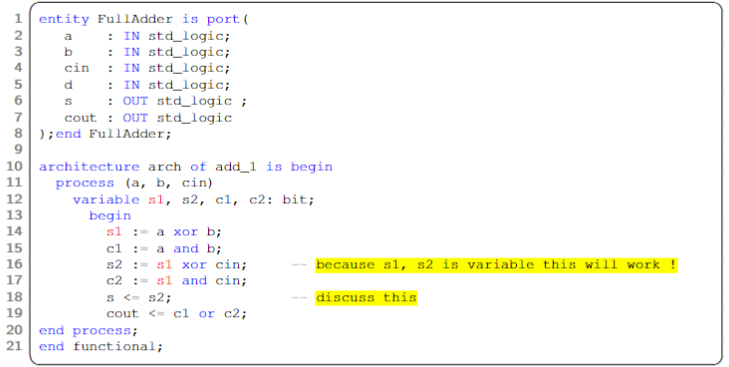 1 entity FullAdder is port(
2 a : IN std_logic;
3 b : IN std_logic;
4 cin : IN std_logic;
5 d : IN std_logic;
6 s : OUT std_logic ;
7 cout : OUT std_logic
8 );end FullAdder;
9
10 architecture arch of add_1 is begin
11 process (a, b, cin)
12 variable s1, s2, c1, c2: bit;
13 begin
14 s1 := a xor b;
15 c1 := a and b;
16 s2 := s1 xor cin; -- because s1, s2 is variable this will work !
17 c2 := s1 and cin;
18 s <= s2; -- discuss this
19 cout <= c1 or c2;
20 end process;
21 end functional;